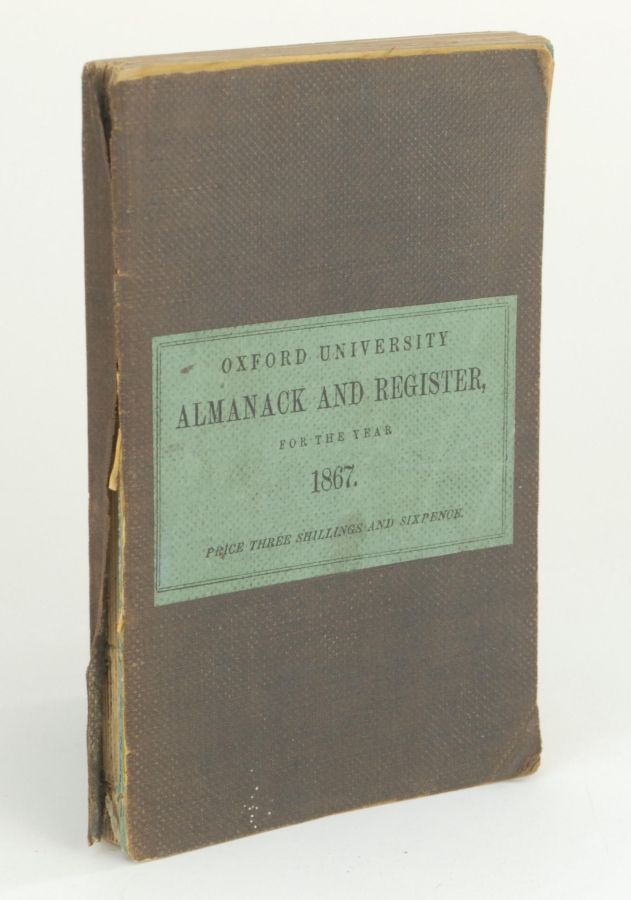 OXFORD UNIVERSITY
ALMANACK AND REGISTER,
FOR THE YEAR
1867.
PRICE THREE SHILLINGS AND SIXPENCE.